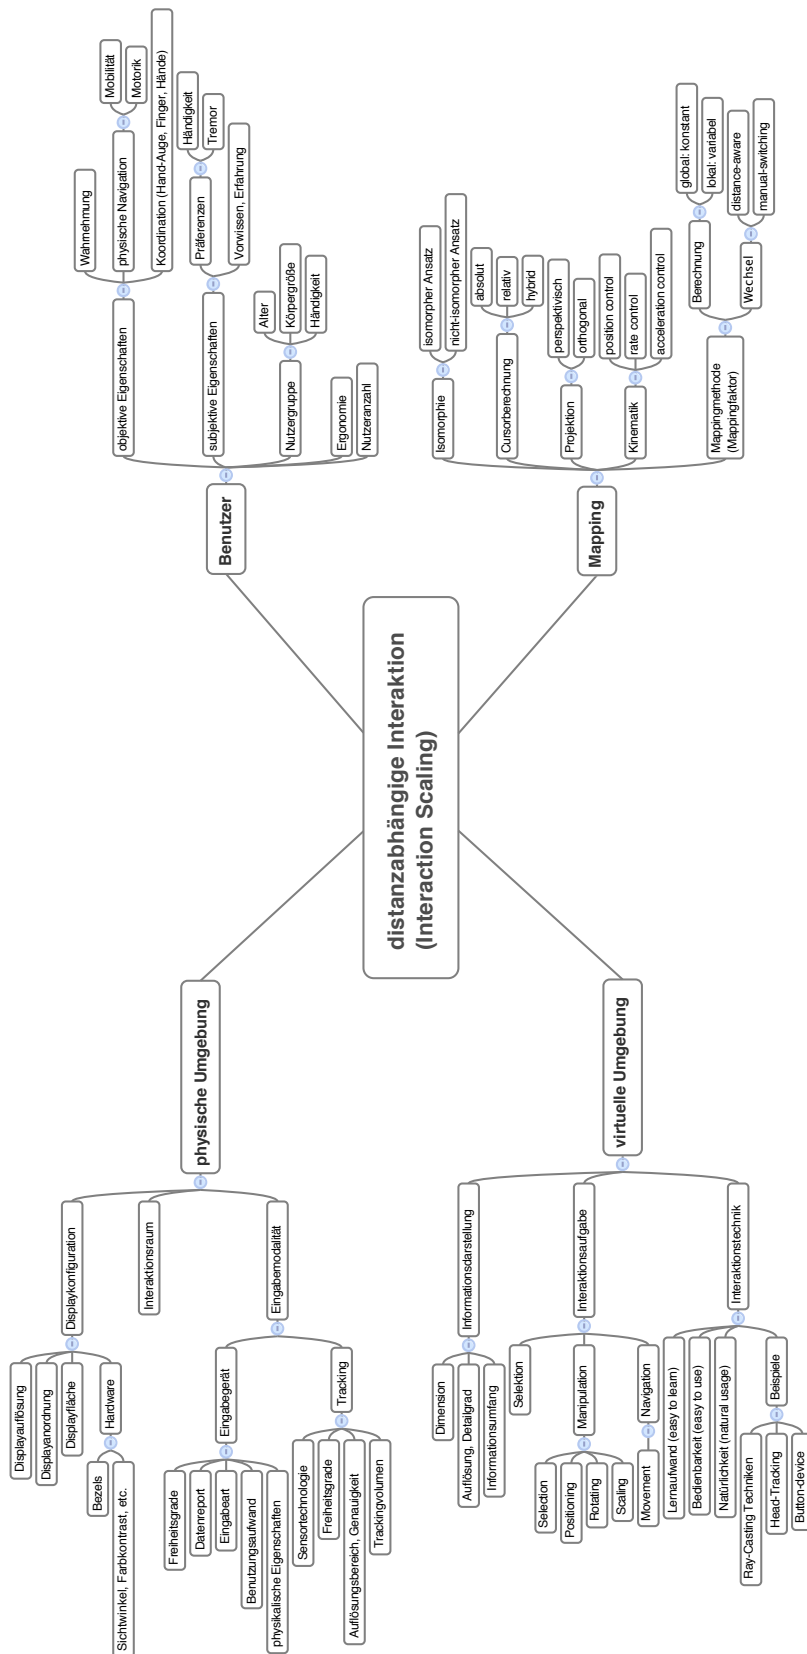 distanzabhängige Interaktion
(Interaction Scaling)
physische Umgebung
Displaykonfiguration
Displayauflösung
Displayanordnung
Displayfläche
Hardware
Bezels
Sichtwinkel, Farbkontrast, etc.
Interaktionsraum
Eingabemodalität
Eingabegerät
Freiheitsgrade
Datenreport
Eingabeart
Benutzungsaufwand
physikalische Eigenschaften
Tracking
Sensortechnologie
Freiheitsgrade
Auflösungsbereich, Genauigkeit
Trackingvolumen
virtuelle Umgebung
Informationsdarstellung
Dimension
Auflösung, Detailgrad
Informationsumfang
Interaktionsaufgabe
Selektion
Manipulation
Selection
Positioning
Rotating
Scaling
Navigation
Movement
Interaktionstechnik
Lernaufwand (easy to learn)
Bedienbarkeit (easy to use)
Natürlichkeit (natural usage)
Beispiele
Ray-Casting Techniken
Head-Tracking
Button-device
Benutzer
objektive Eigenschaften
Wahrnehmung
physische Navigation
Mobilität
Motorik
Koordination (Hand-Auge, Finger, Hände)
subjektive Eigenschaften
Präferenzen
Händigkeit
Tremor
Vorwissen, Erfahrung
Nutzergruppe
Alter
Körpergröße
Händigkeit
Ergonomie
Nutzeranzahl
Mapping
Isomorphie
isomorpher Ansatz
nicht-isomorpher Ansatz
Cursorberechnung
absolut
relativ
hybrid
Projektion
perspektivisch
orthogonal
Kinematik
position control
rate control
acceleration control
Mappingmethode
(Mappingfaktor)
Berechnung
global: konstant
lokal: variabel
Wechsel
distance-aware
manual-switching